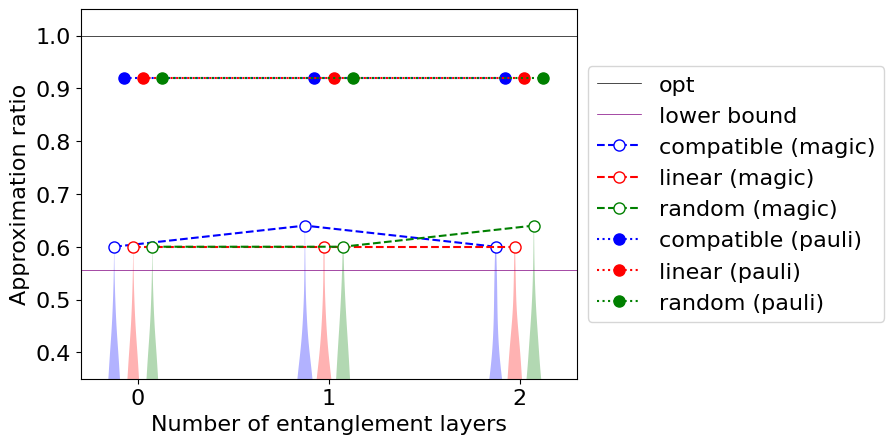 1.0
0.9
0.8
0.7
0.6
0.5
0.4
Approximation ratio
0 1 2
Number of entanglement layers
opt
lower bound
compatible (magic)
linear (magic)
random (magic)
compatible (pauli)
linear (pauli)
random (pauli)